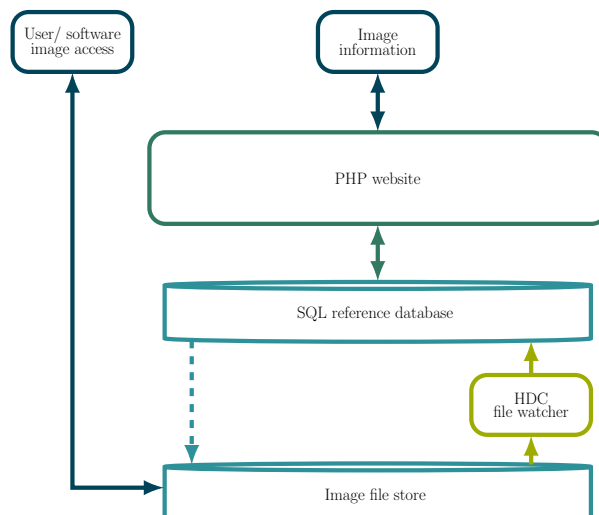 User/ software
image access
Image
information
PHP website
SQL reference database
HDC
file watcher
Image file store